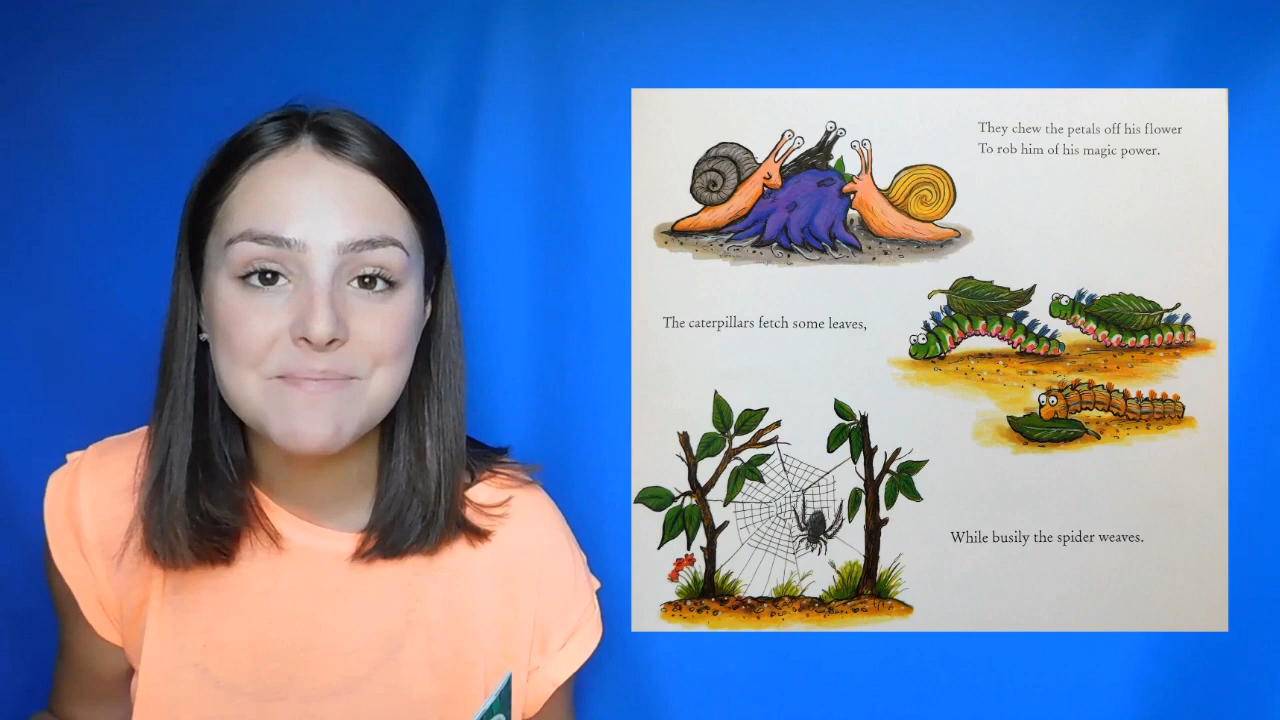 They chew the petals off his flower
To rob him of his magic power.
The caterpillars fetch some leaves,
While busily the spider weaves.